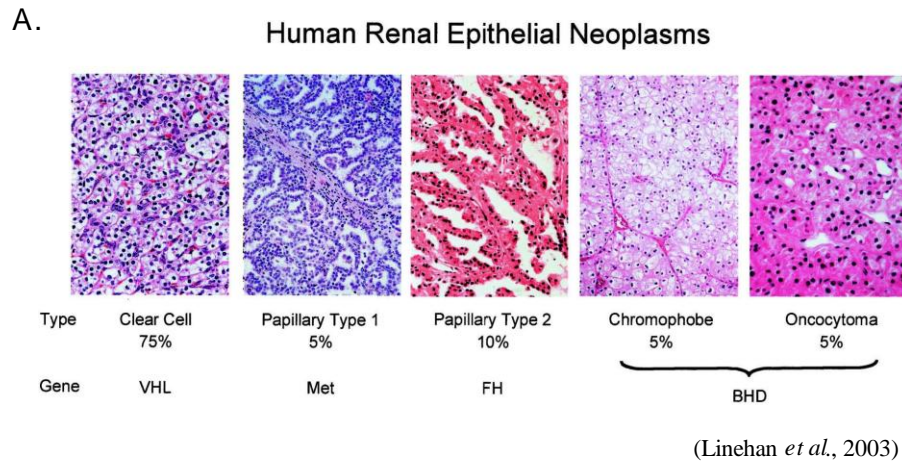 A.
Human Renal Epithelial Neoplasms
Type Clear Cell Papillary Type 1 Papillary Type 2 Chromophobe Oncocytoma
75% 5% 10% 5% 5%
Gene VHL Met FH BHD
(Linehan et al., 2003)